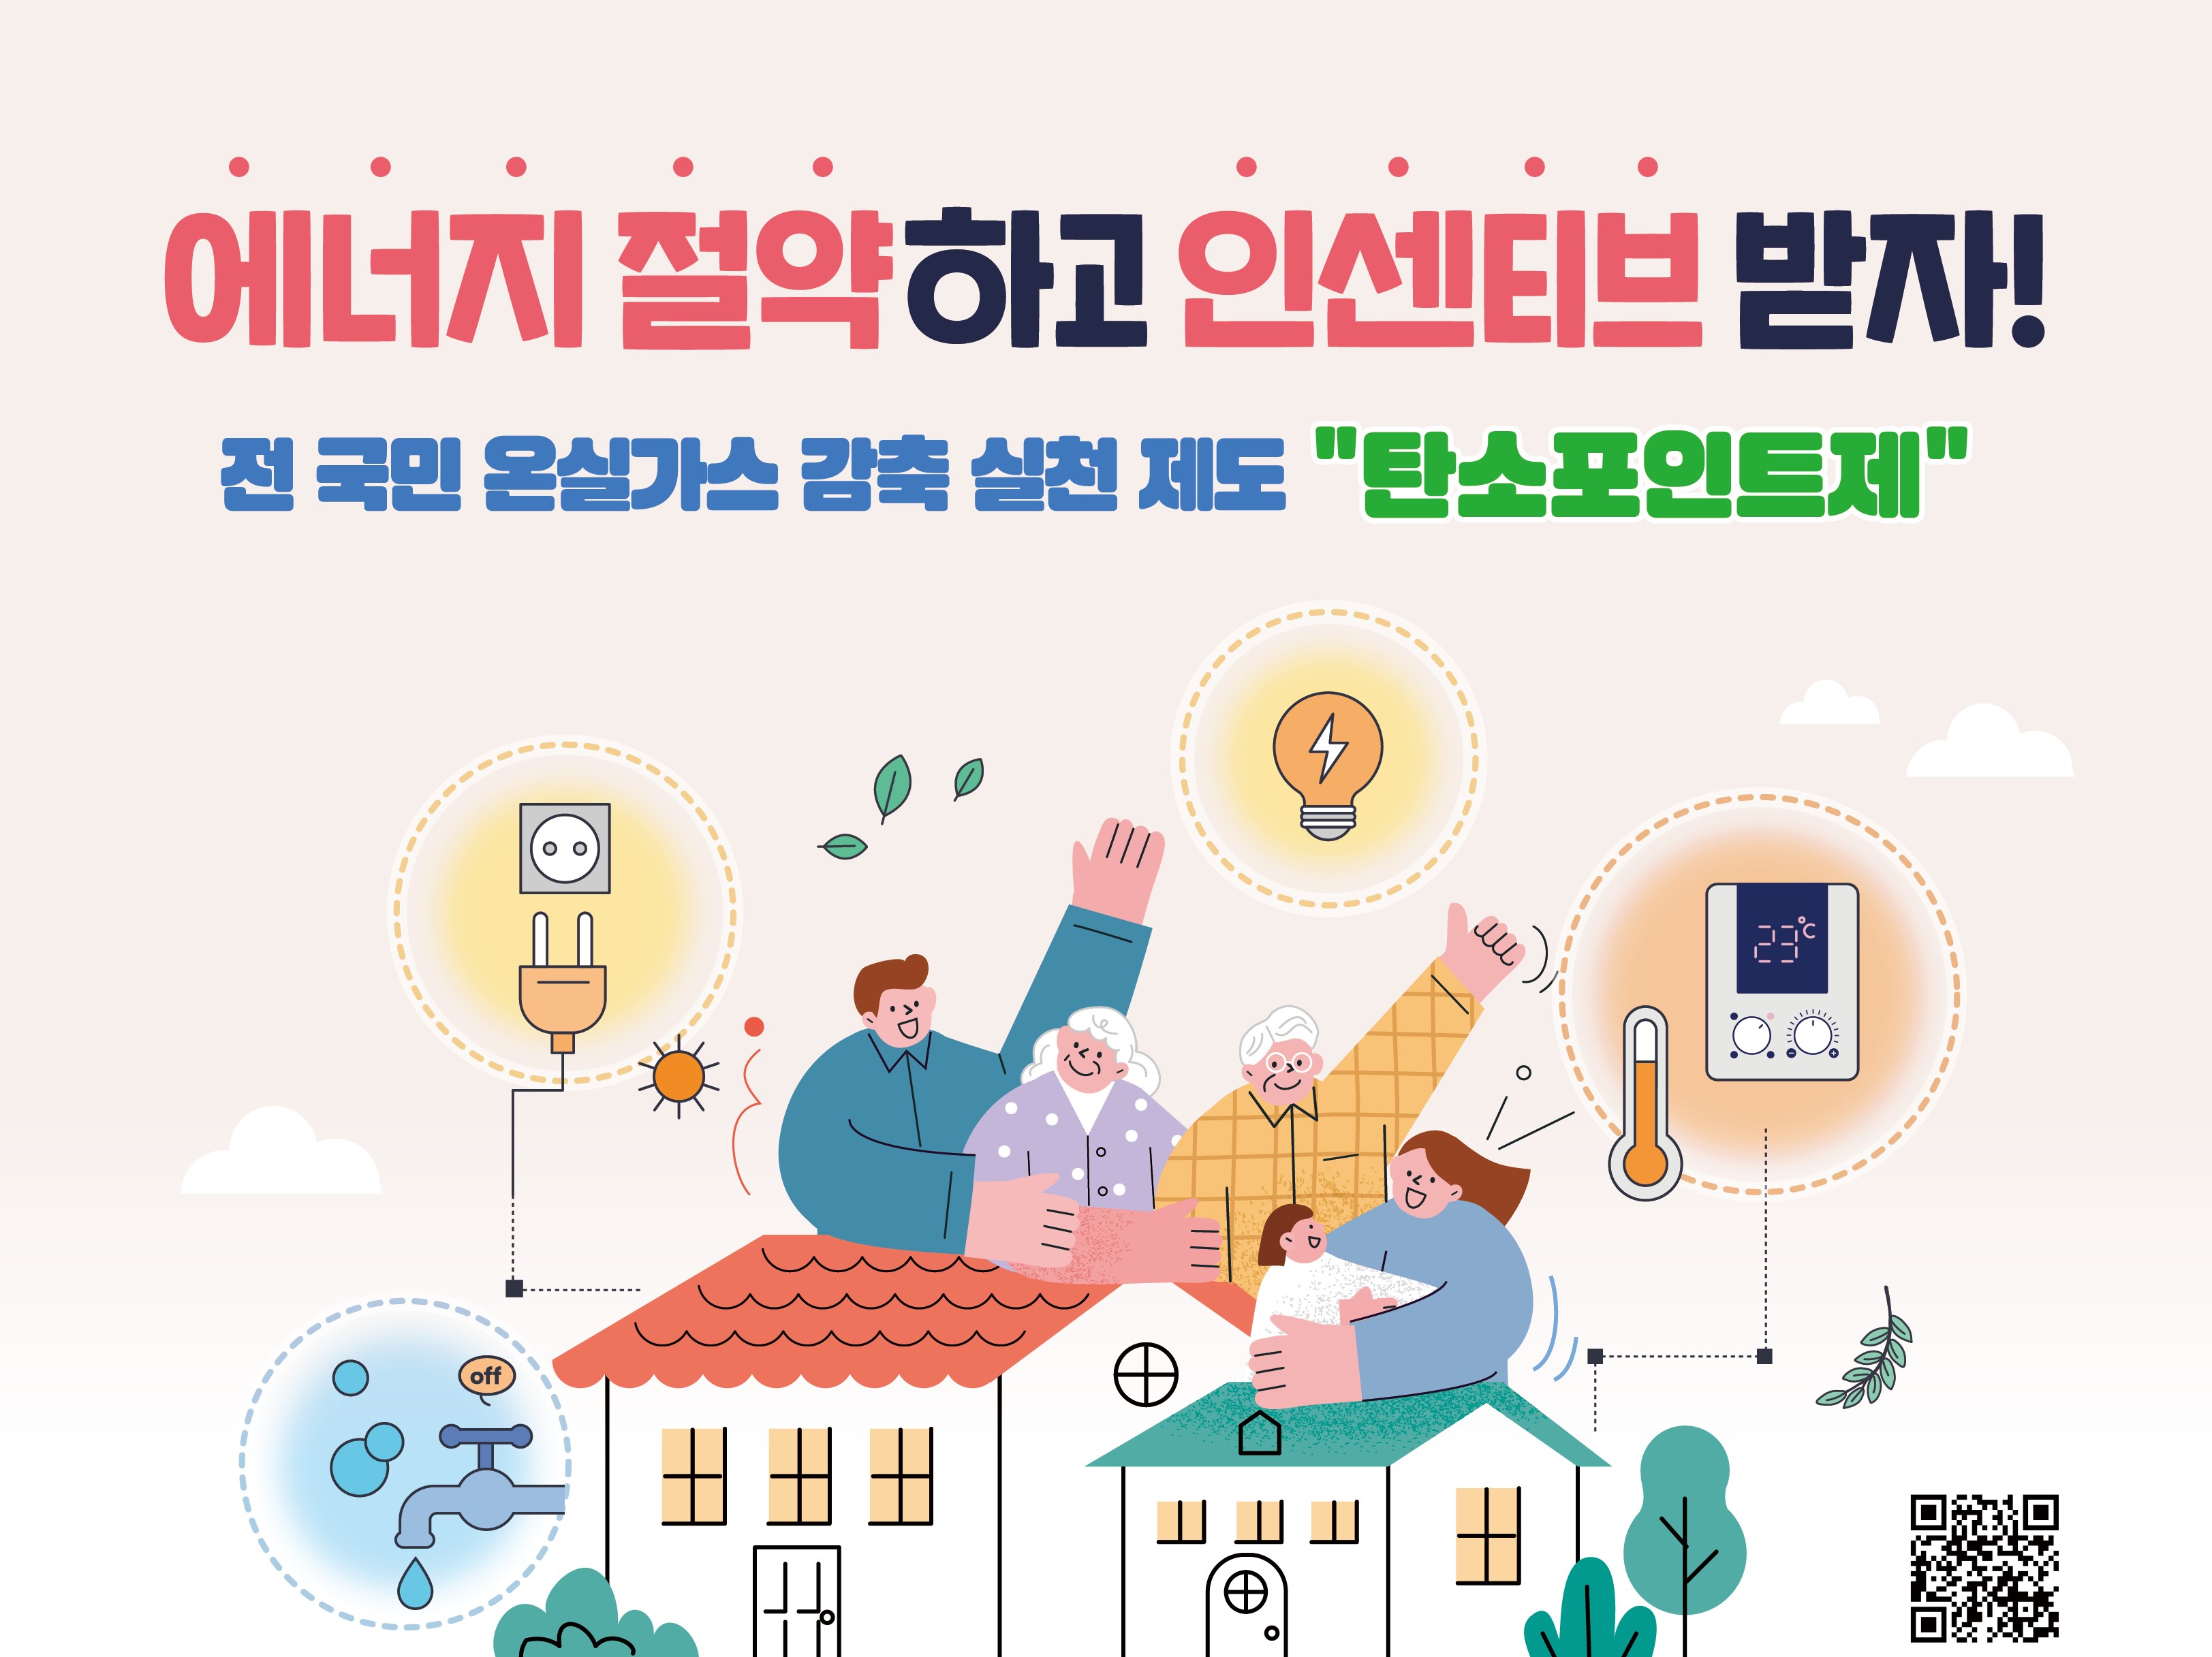 에너지 절약하고 인센티브 받자!
전 국민 온실가스 감축 실천 제도 "탄소포인트제"
23°C
off